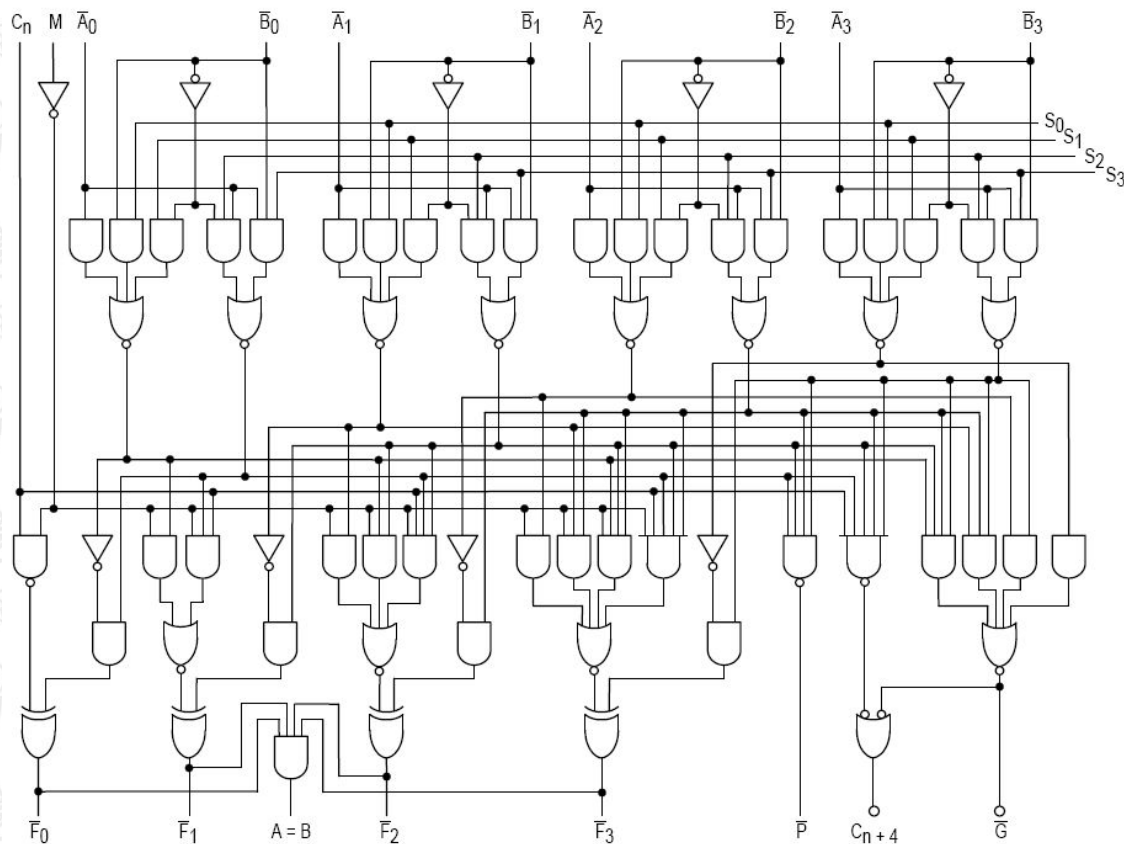 Cn M A̅0 B̅0 A̅1 B̅1 A̅2 B̅2 A̅3 B̅3
S0
S1
S2
S3
F̅0 F̅1 A = B F̅2 F̅3 P̅ Cn + 4 G̅